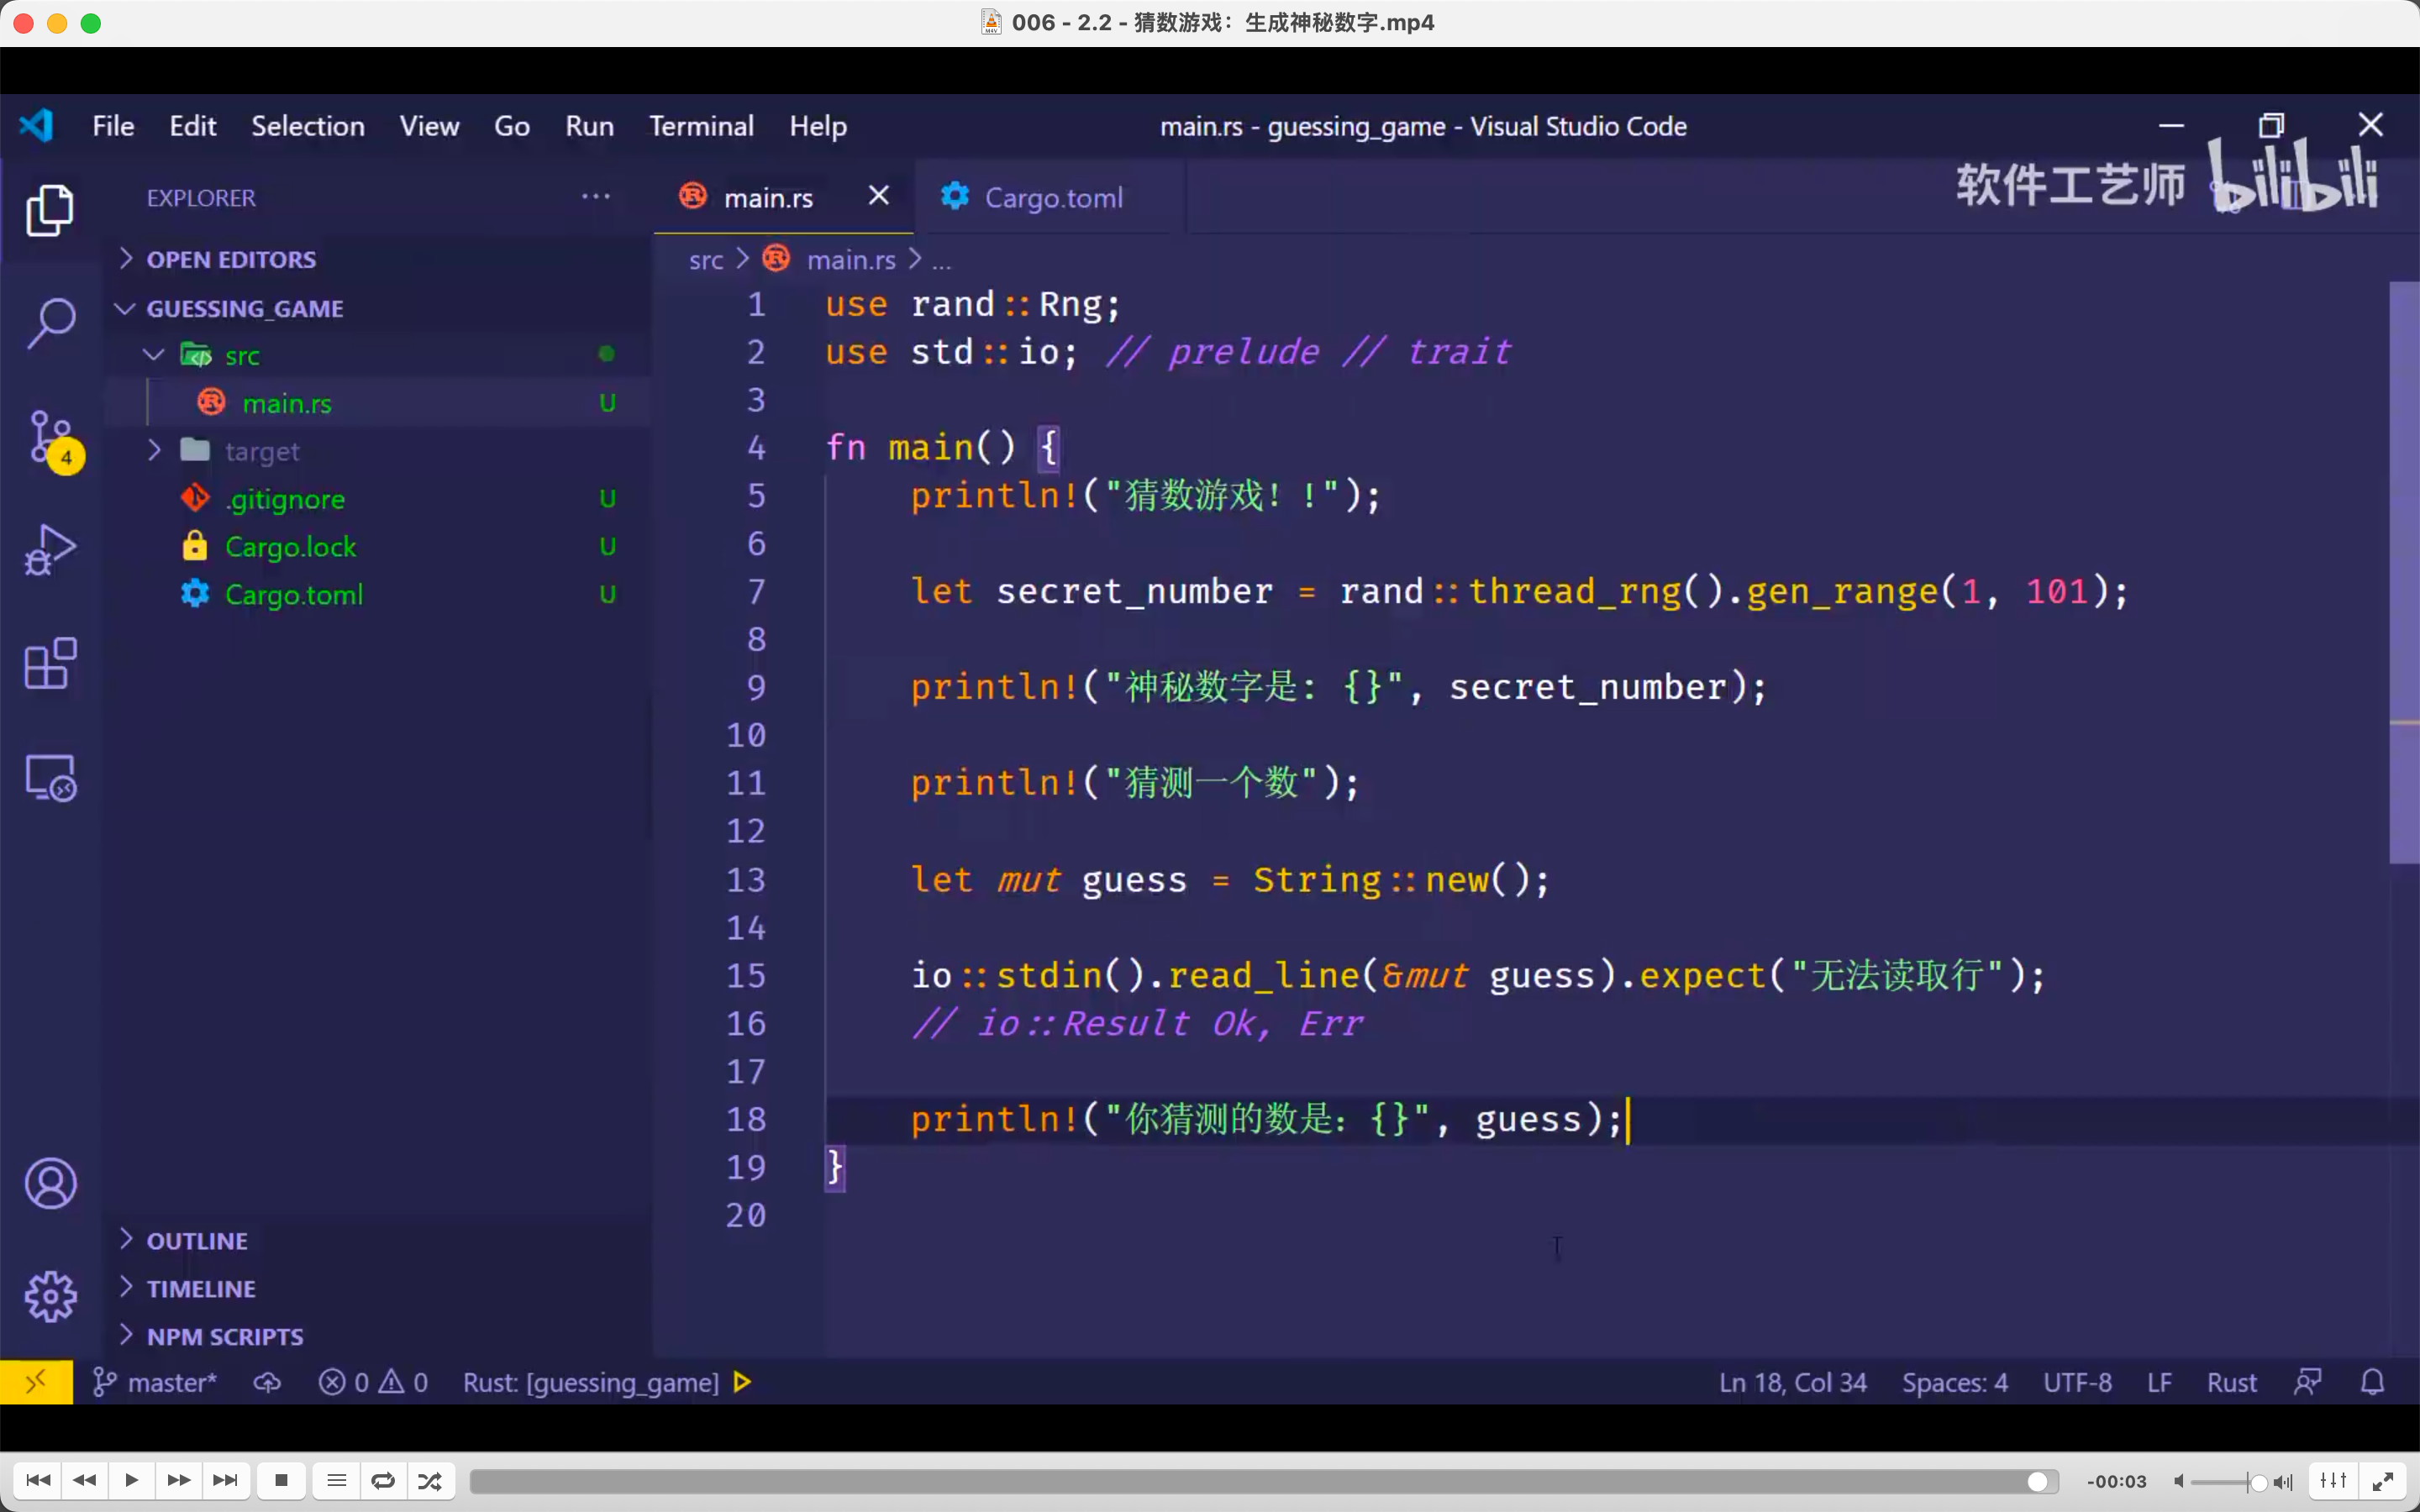 006 - 2.2 - 猜数游戏：生成神秘数字.mp4
File Edit Selection View Go Run Terminal Help
main.rs - guessing_game - Visual Studio Code
软件工艺师 bilibili
EXPLORER
OPEN EDITORS
GUESSING_GAME
src
main.rs U
target
.gitignore U
Cargo.lock U
Cargo.toml U
4
OUTLINE
TIMELINE
NPM SCRIPTS
main.rs Cargo.toml
src > main.rs > ...
1 use rand::Rng;
2 use std::io; // prelude // trait
3
4 fn main() {
5 println!("猜数游戏！！");
6
7 let secret_number = rand::thread_rng().gen_range(1, 101);
8
9 println!("神秘数字是: {}", secret_number);
10
11 println!("猜测一个数");
12
13 let mut guess = String::new();
14
15 io::stdin().read_line(&mut guess).expect("无法读取行");
16 // io::Result Ok, Err
17
18 println!("你猜测的数是：{}", guess);
19 }
20
master* 0 0 Rust: [guessing_game]
Ln 18, Col 34 Spaces: 4 UTF-8 LF Rust
-00:03